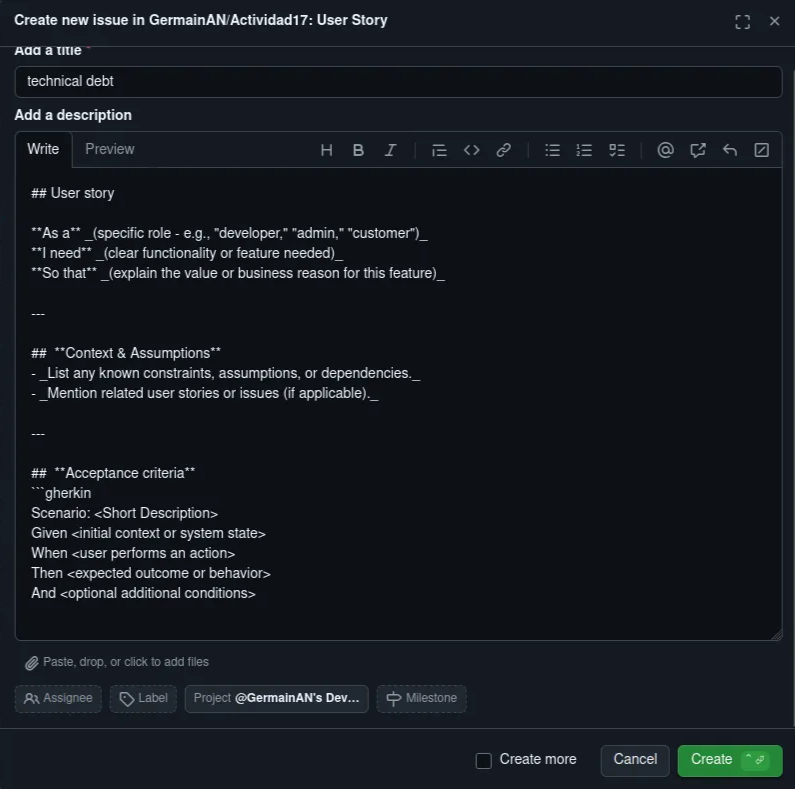 Create new issue in GermainAN/Actividad17: User Story
Add a title *
technical debt
Add a description
Write Preview
## User story
**As a** _(specific role - e.g., "developer," "admin," "customer")_
**I need** _(clear functionality or feature needed)_
**So that** _(explain the value or business reason for this feature)_
---
## **Context & Assumptions**
- _List any known constraints, assumptions, or dependencies._
- _Mention related user stories or issues (if applicable)._
---
## **Acceptance criteria**
```gherkin
Scenario: <Short Description>
Given <initial context or system state>
When <user performs an action>
Then <expected outcome or behavior>
And <optional additional conditions>
Paste, drop, or click to add files
Assignee Label Project @GermainAN's Dev... Milestone
Create more Cancel Create